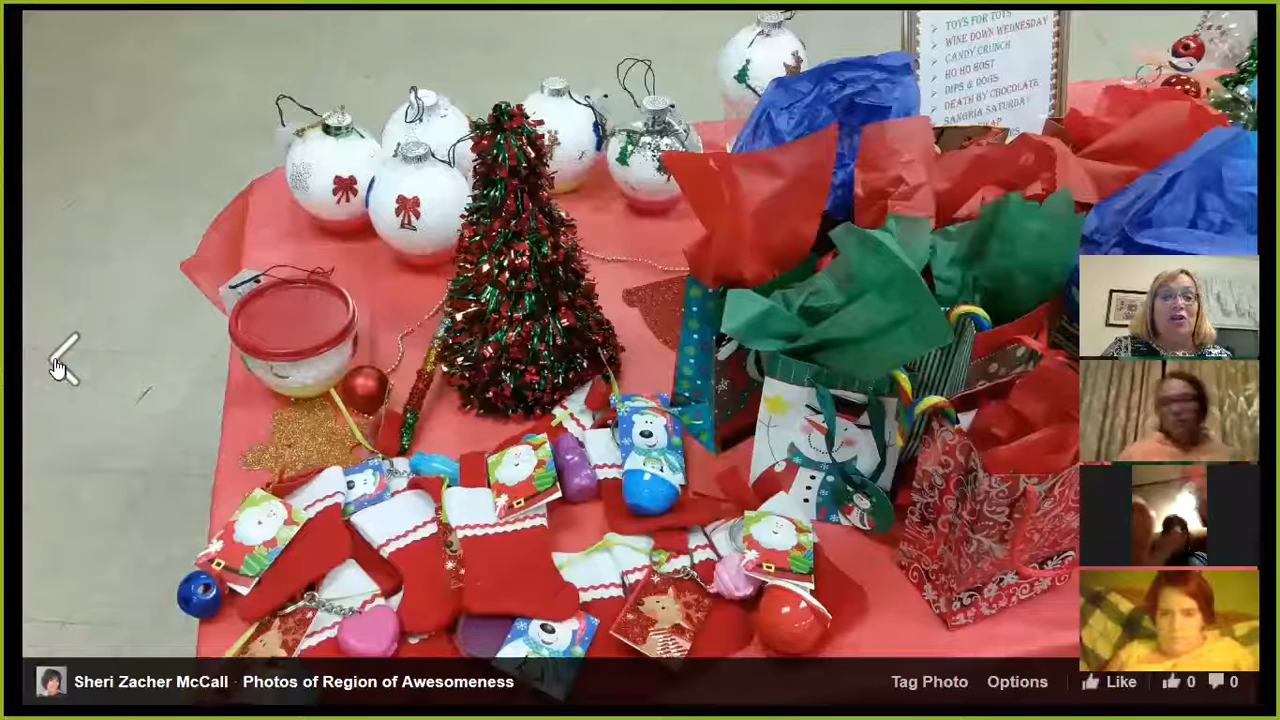 TOYS FOR TOTS
WINE DOWN WEDNESDAY
CANDY CRUNCH
HO HO HOST
DIPS & DOGS
DEATH BY CHOCOLATE
SANGRIA SATURDAY
Sheri Zacher McCall · Photos of Region of Awesomeness
Tag Photo Options Like 0 0